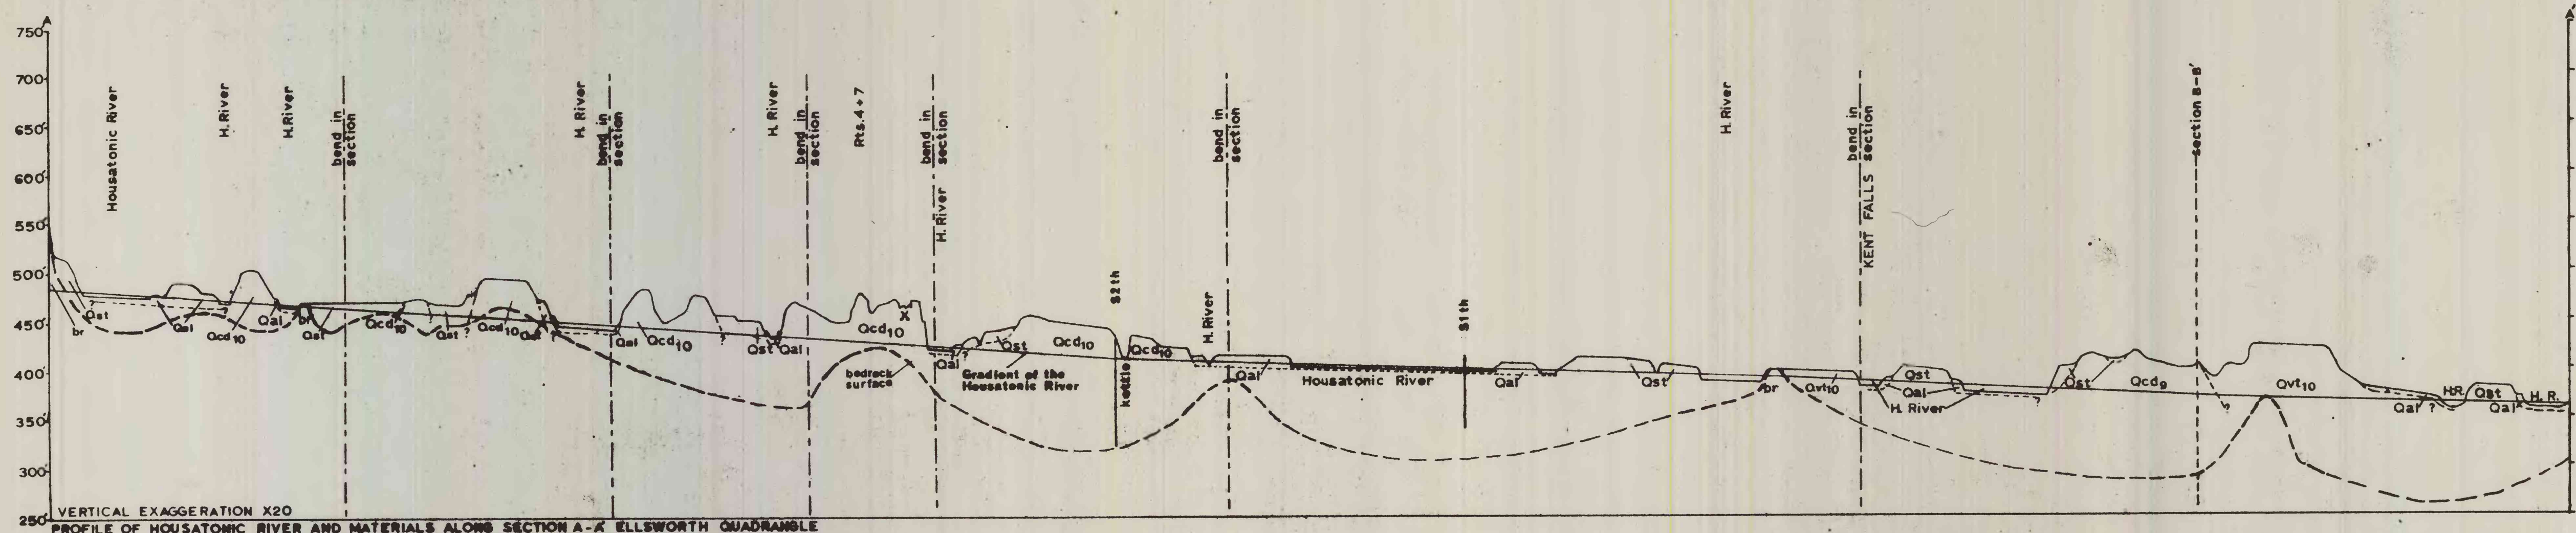 A
A'
750'
700'
650'
600'
550'
500'
450'
400'
350'
300'
250'
Housatonic River
H. River
H.River
bend in
section
H. River
bend in
section
H. River
bend in
section
Rts. 4+7
bend in
section
H. River
S2th
H. River
bend in
section
S1th
H. River
bend in
section
KENT FALLS
section B-B'
br
Qst
Qal
Qcd10
Qal
br
Qst
Qcd10
Qst ?
Qcd10
Qst ?
Qal
Qcd10
?
Qst
Qal
Qcd10
X
bedrock
surface
Qal
?
Qst
Gradient of the
Housatonic River
Qcd10
kettle
Qcd10
Qal
Housatonic River
Qal
Qst
br
Qvt10
Qst
Qal
H. River
?
Qst
Qcd9
?
Qvt10
Qal ?
H.R.
Qst
Qal
H. R.
VERTICAL EXAGGERATION X20
PROFILE OF HOUSATONIC RIVER AND MATERIALS ALONG SECTION A-A' ELLSWORTH QUADRANGLE